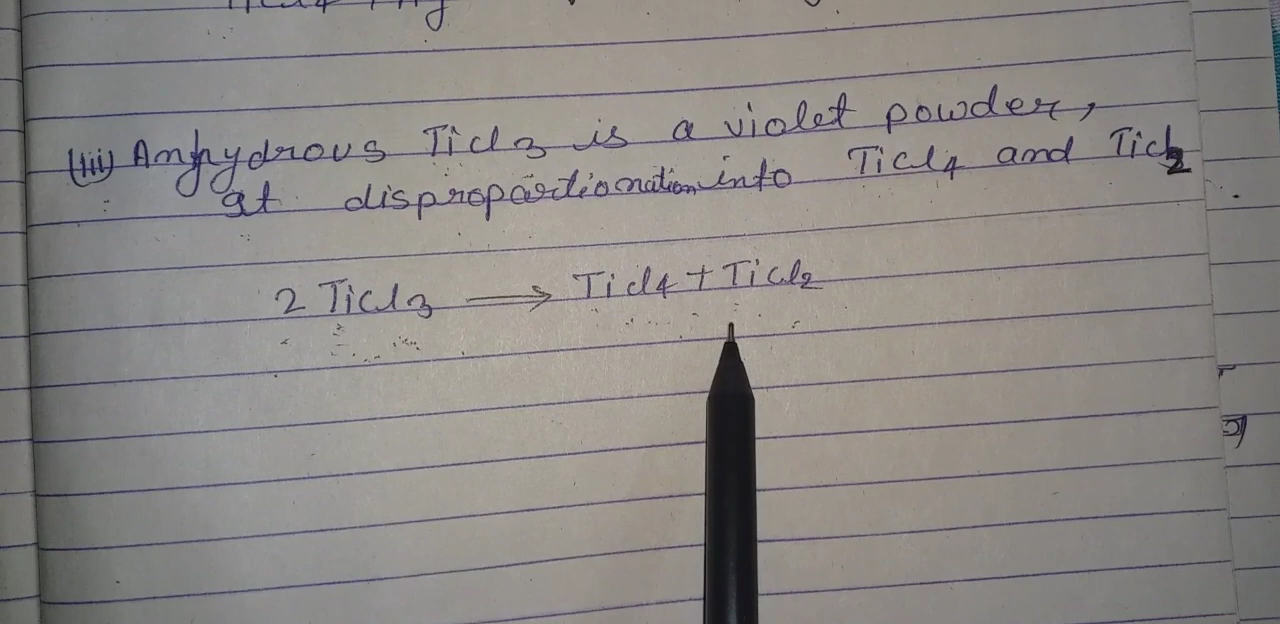 (iii) Anhydrous TiCl3 is a violet powder,
at disproportionation into TiCl4 and TiCl2
2 TiCl3 ⟶ TiCl4 + TiCl2